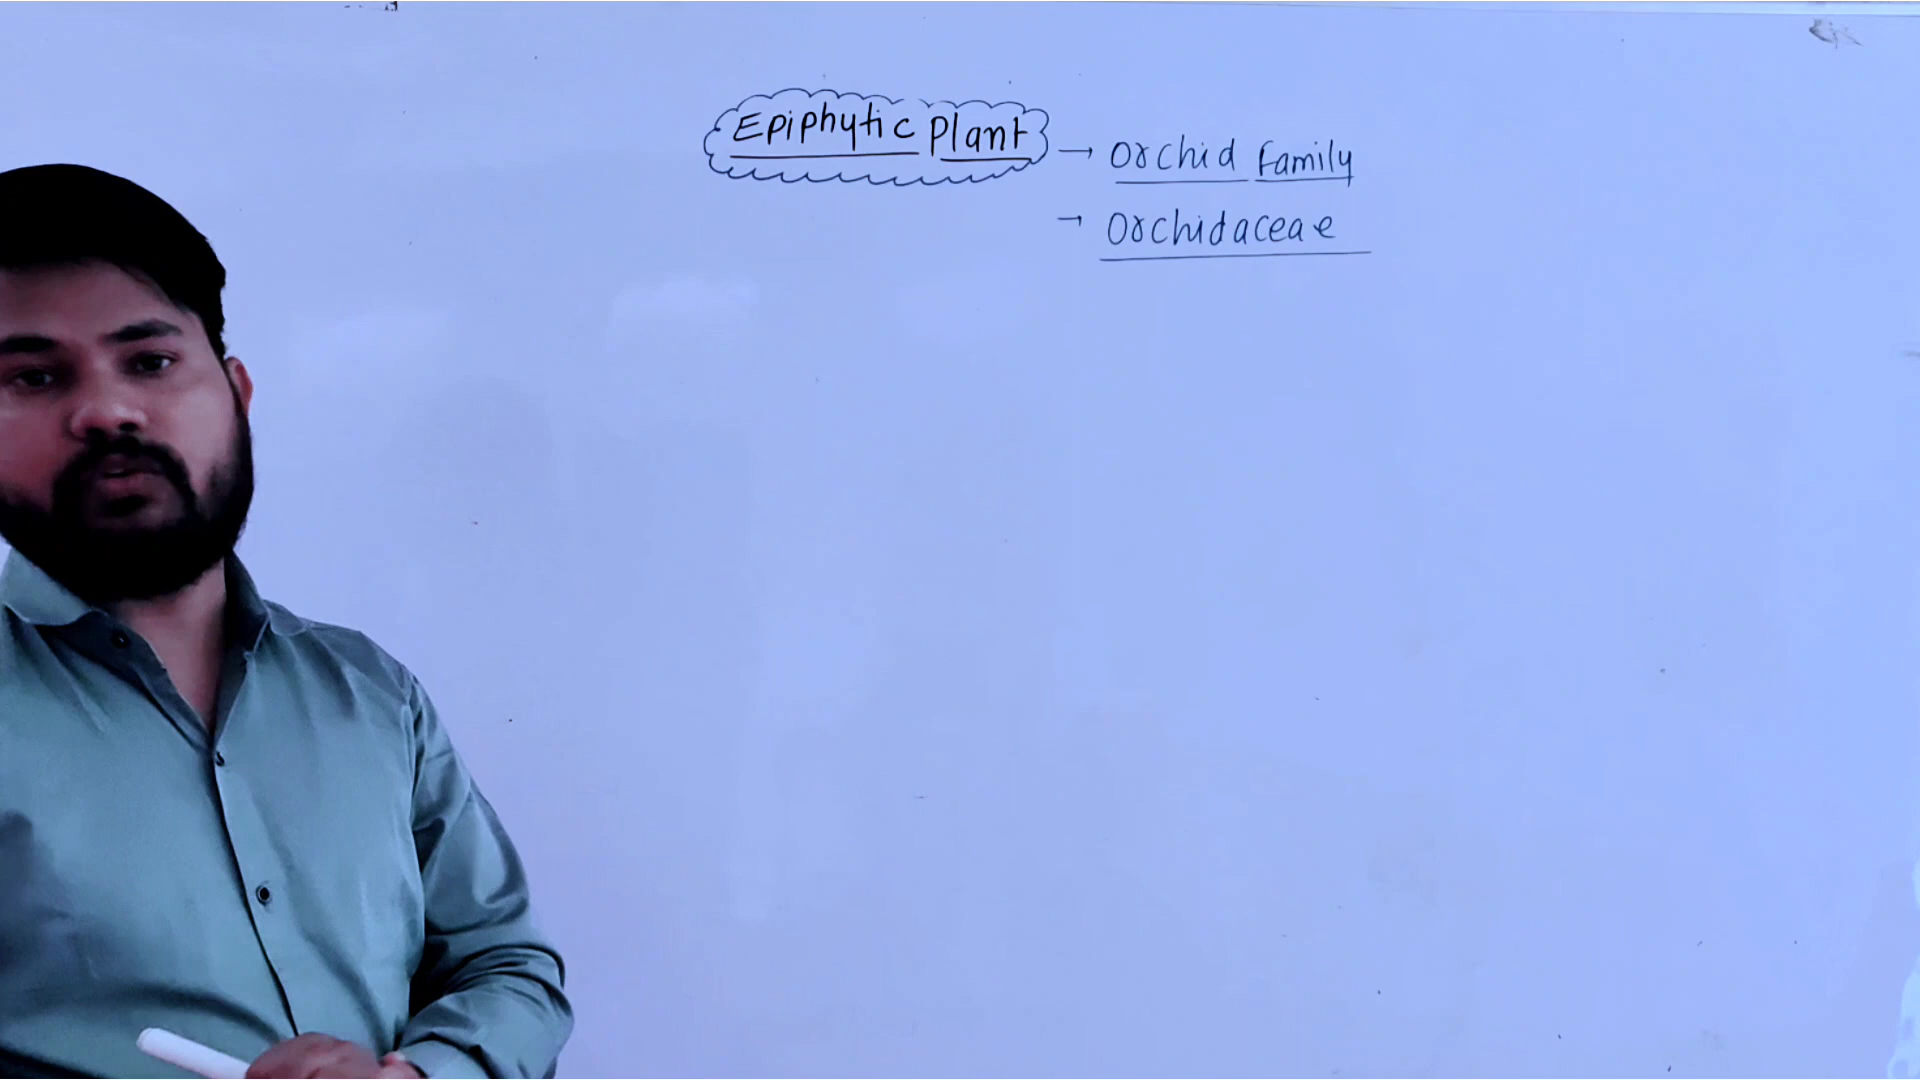 Epiphytic Plant → Orchid Family
→ Orchidaceae